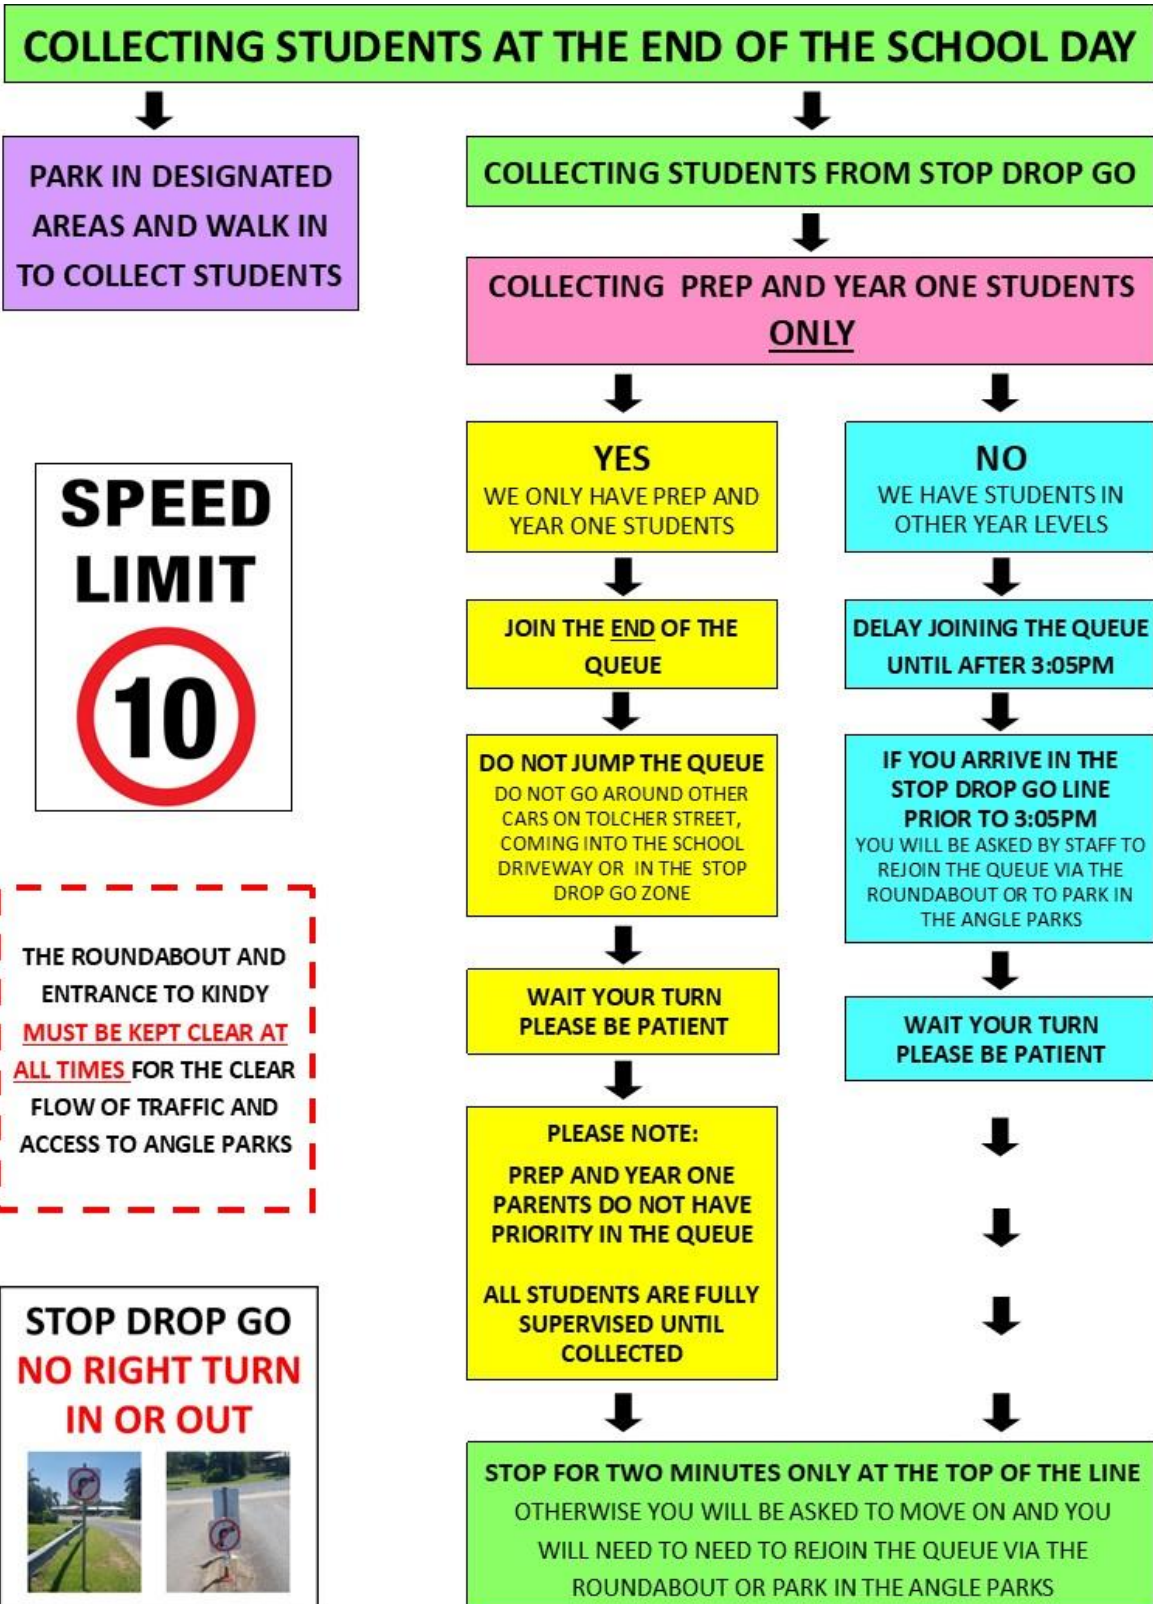 COLLECTING STUDENTS AT THE END OF THE SCHOOL DAY
PARK IN DESIGNATED
AREAS AND WALK IN
TO COLLECT STUDENTS
COLLECTING STUDENTS FROM STOP DROP GO
COLLECTING PREP AND YEAR ONE STUDENTS
ONLY
YES
WE ONLY HAVE PREP AND
YEAR ONE STUDENTS
JOIN THE END OF THE
QUEUE
DO NOT JUMP THE QUEUE
DO NOT GO AROUND OTHER
CARS ON TOLCHER STREET,
COMING INTO THE SCHOOL
DRIVEWAY OR IN THE STOP
DROP GO ZONE
WAIT YOUR TURN
PLEASE BE PATIENT
PLEASE NOTE:
PREP AND YEAR ONE
PARENTS DO NOT HAVE
PRIORITY IN THE QUEUE
ALL STUDENTS ARE FULLY
SUPERVISED UNTIL
COLLECTED
NO
WE HAVE STUDENTS IN
OTHER YEAR LEVELS
DELAY JOINING THE QUEUE
UNTIL AFTER 3:05PM
IF YOU ARRIVE IN THE
STOP DROP GO LINE
PRIOR TO 3:05PM
YOU WILL BE ASKED BY STAFF TO
REJOIN THE QUEUE VIA THE
ROUNDABOUT OR TO PARK IN
THE ANGLE PARKS
WAIT YOUR TURN
PLEASE BE PATIENT
STOP FOR TWO MINUTES ONLY AT THE TOP OF THE LINE
OTHERWISE YOU WILL BE ASKED TO MOVE ON AND YOU
WILL NEED TO NEED TO REJOIN THE QUEUE VIA THE
ROUNDABOUT OR PARK IN THE ANGLE PARKS
SPEED
LIMIT
10
THE ROUNDABOUT AND
ENTRANCE TO KINDY
MUST BE KEPT CLEAR AT
ALL TIMES FOR THE CLEAR
FLOW OF TRAFFIC AND
ACCESS TO ANGLE PARKS
STOP DROP GO
NO RIGHT TURN
IN OR OUT